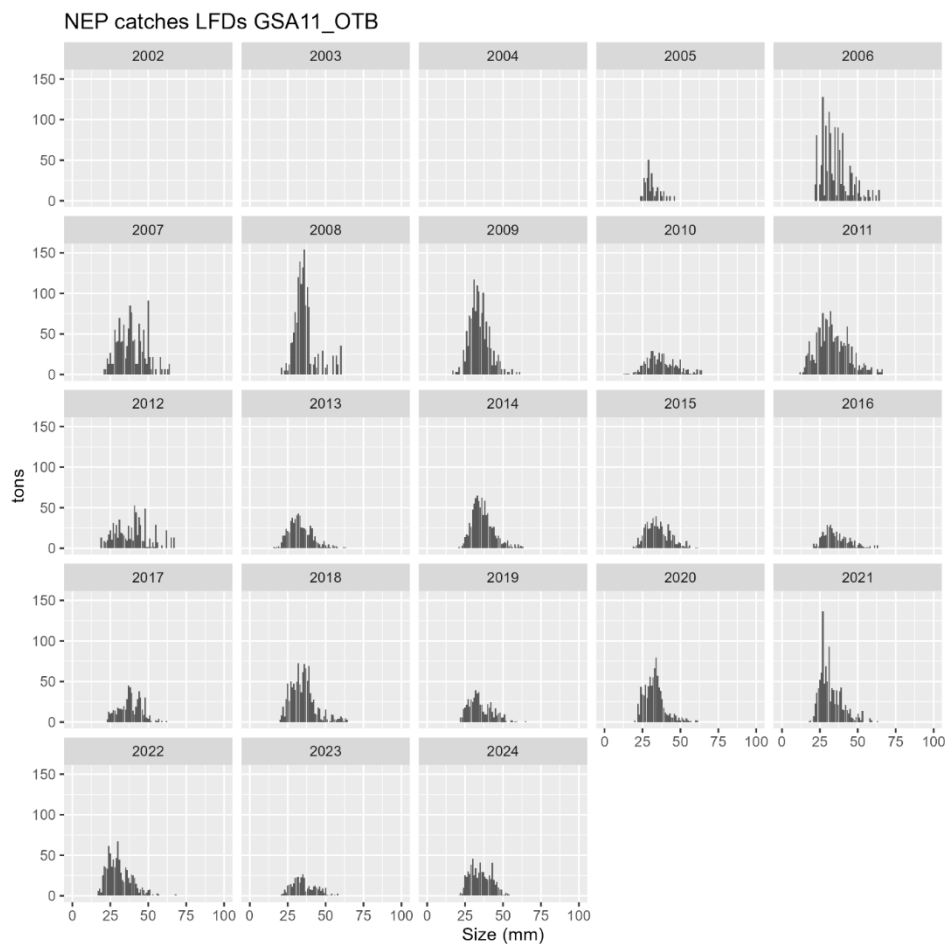 NEP catches LFDs GSA11_OTB
2002 2003 2004 2005 2006
150
100
50
0
2007 2008 2009 2010 2011
150
100
50
0
2012 2013 2014 2015 2016
150
100
50
0
tons
2017 2018 2019 2020 2021
150
100
50
0
0 25 50 75 100 0 25 50 75 100
2022 2023 2024
150
100
50
0
0 25 50 75 100 0 25 50 75 100 0 25 50 75 100
Size (mm)